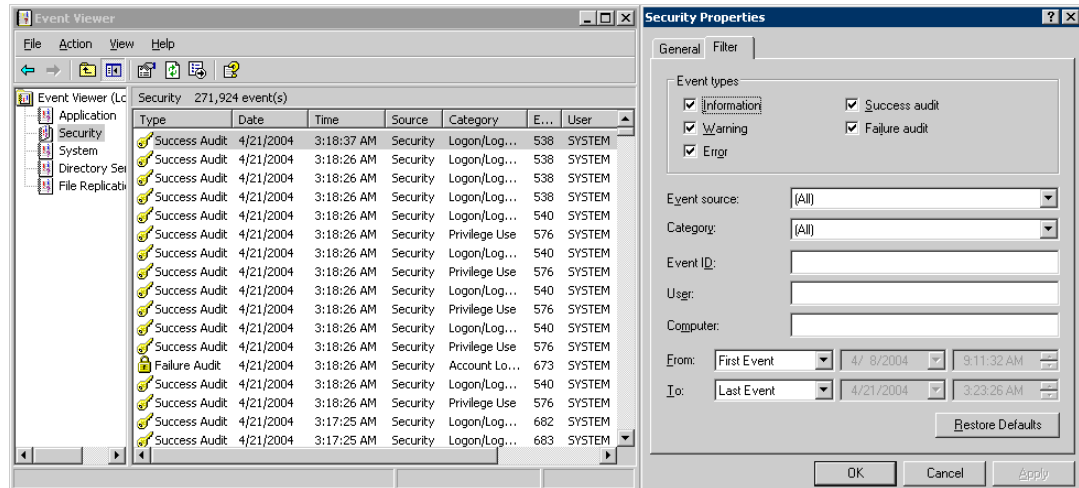 Event Viewer
File Action View Help
Event Viewer (Lo
Application
Security
System
Directory Ser
File Replicati
Security 271,924 event(s)
Type Date Time Source Category E... User
Success Audit 4/21/2004 3:18:37 AM Security Logon/Log... 538 SYSTEM
Success Audit 4/21/2004 3:18:26 AM Security Logon/Log... 538 SYSTEM
Success Audit 4/21/2004 3:18:26 AM Security Logon/Log... 538 SYSTEM
Success Audit 4/21/2004 3:18:26 AM Security Logon/Log... 538 SYSTEM
Success Audit 4/21/2004 3:18:26 AM Security Logon/Log... 540 SYSTEM
Success Audit 4/21/2004 3:18:26 AM Security Privilege Use 576 SYSTEM
Success Audit 4/21/2004 3:18:26 AM Security Logon/Log... 540 SYSTEM
Success Audit 4/21/2004 3:18:26 AM Security Privilege Use 576 SYSTEM
Success Audit 4/21/2004 3:18:26 AM Security Logon/Log... 540 SYSTEM
Success Audit 4/21/2004 3:18:26 AM Security Privilege Use 576 SYSTEM
Success Audit 4/21/2004 3:18:26 AM Security Logon/Log... 540 SYSTEM
Success Audit 4/21/2004 3:18:26 AM Security Privilege Use 576 SYSTEM
Failure Audit 4/21/2004 3:18:26 AM Security Account Lo... 673 SYSTEM
Success Audit 4/21/2004 3:18:26 AM Security Logon/Log... 540 SYSTEM
Success Audit 4/21/2004 3:18:26 AM Security Privilege Use 576 SYSTEM
Success Audit 4/21/2004 3:17:25 AM Security Logon/Log... 682 SYSTEM
Success Audit 4/21/2004 3:17:25 AM Security Logon/Log... 683 SYSTEM
Security Properties
General Filter
Event types
Information Success audit
Warning Failure audit
Error
Event source: (All)
Category: (All)
Event ID:
User:
Computer:
From: First Event 4/ 8/2004 9:11:32 AM
To: Last Event 4/21/2004 3:23:26 AM
Restore Defaults
OK Cancel Apply